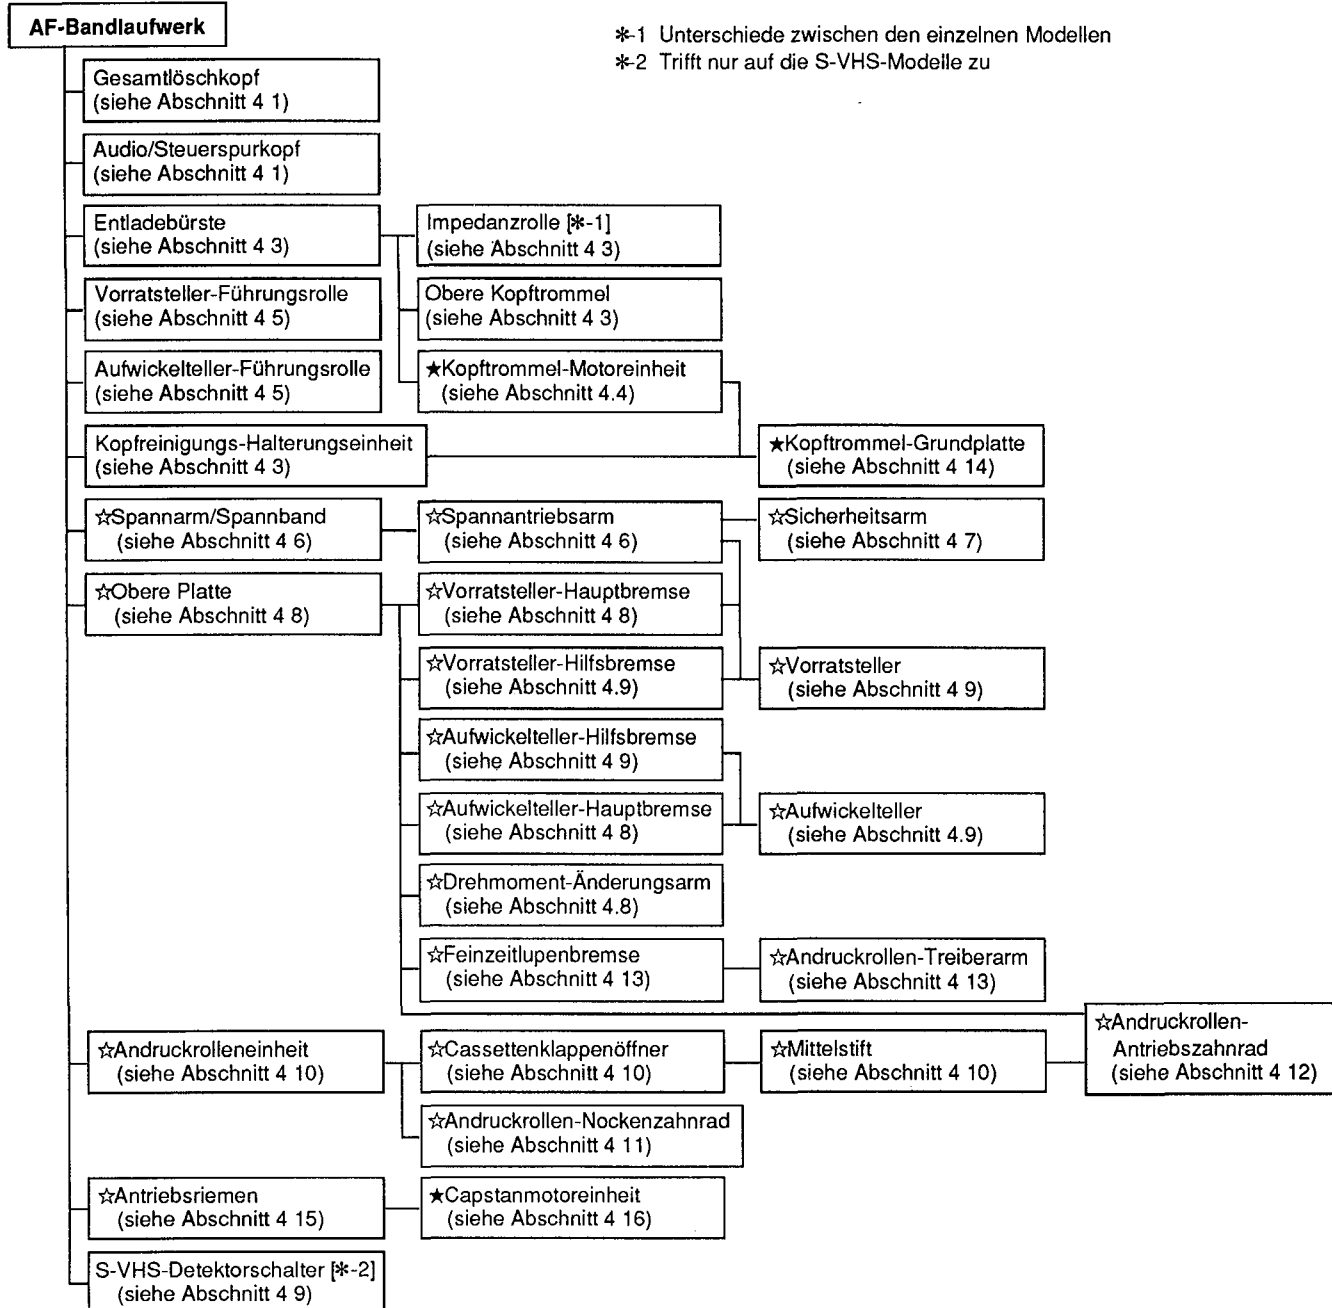 AF-Bandlaufwerk
✻-1 Unterschiede zwischen den einzelnen Modellen
✻-2 Trifft nur auf die S-VHS-Modelle zu
Gesamtlöschkopf
(siehe Abschnitt 4 1)
Audio/Steuerspurkopf
(siehe Abschnitt 4 1)
Entladebürste
(siehe Abschnitt 4 3)
Impedanzrolle [✻-1]
(siehe Abschnitt 4 3)
Vorratsteller-Führungsrolle
(siehe Abschnitt 4 5)
Obere Kopftrommel
(siehe Abschnitt 4 3)
Aufwickelteller-Führungsrolle
(siehe Abschnitt 4 5)
★Kopftrommel-Motoreinheit
(siehe Abschnitt 4.4)
Kopfreinigungs-Halterungseinheit
(siehe Abschnitt 4 3)
★Kopftrommel-Grundplatte
(siehe Abschnitt 4 14)
☆Spannarm/Spannband
(siehe Abschnitt 4 6)
☆Spannantriebsarm
(siehe Abschnitt 4 6)
☆Sicherheitsarm
(siehe Abschnitt 4 7)
☆Obere Platte
(siehe Abschnitt 4 8)
☆Vorratsteller-Hauptbremse
(siehe Abschnitt 4 8)
☆Vorratsteller-Hilfsbremse
(siehe Abschnitt 4.9)
☆Vorratsteller
(siehe Abschnitt 4 9)
☆Aufwickelteller-Hilfsbremse
(siehe Abschnitt 4 9)
☆Aufwickelteller-Hauptbremse
(siehe Abschnitt 4 8)
☆Aufwickelteller
(siehe Abschnitt 4.9)
☆Drehmoment-Änderungsarm
(siehe Abschnitt 4.8)
☆Feinzeitlupenbremse
(siehe Abschnitt 4 13)
☆Andruckrollen-Treiberarm
(siehe Abschnitt 4 13)
☆Andruckrolleneinheit
(siehe Abschnitt 4 10)
☆Cassettenklappenöffner
(siehe Abschnitt 4 10)
☆Mittelstift
(siehe Abschnitt 4 10)
☆Andruckrollen-
Antriebszahnrad
(siehe Abschnitt 4 12)
☆Andruckrollen-Nockenzahnrad
(siehe Abschnitt 4 11)
☆Antriebsriemen
(siehe Abschnitt 4 15)
★Capstanmotoreinheit
(siehe Abschnitt 4 16)
S-VHS-Detektorschalter [✻-2]
(siehe Abschnitt 4 9)